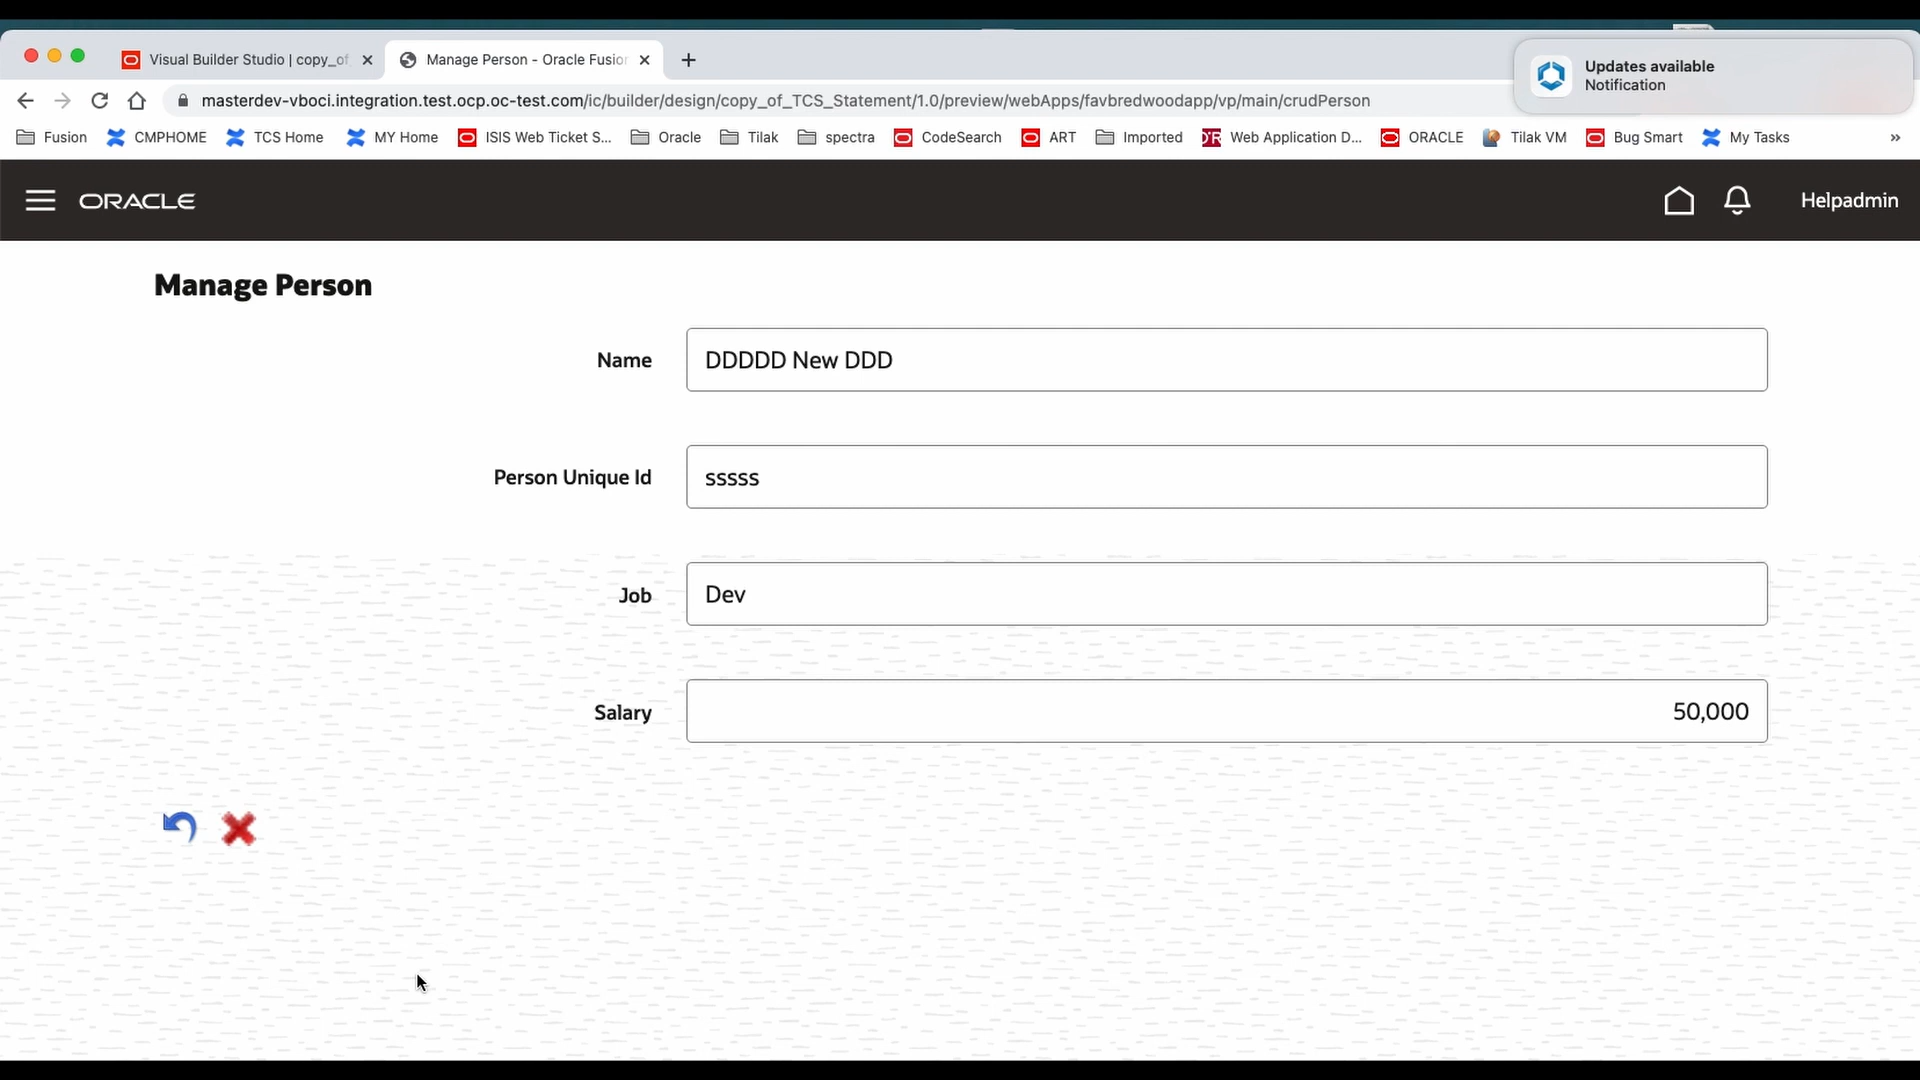 Visual Builder Studio | copy_of
Manage Person - Oracle Fusion
Updates available
Notification
masterdev-vboci.integration.test.ocp.oc-test.com/ic/builder/design/copy_of_TCS_Statement/1.0/preview/webApps/favbredwoodapp/vp/main/crudPerson
Fusion CMPHOME TCS Home MY Home ISIS Web Ticket S... Oracle Tilak spectra CodeSearch ART Imported Web Application D... ORACLE Tilak VM Bug Smart My Tasks
ORACLE
Helpadmin
Manage Person
Name DDDDD New DDD
Person Unique Id sssss
Job Dev
Salary 50,000